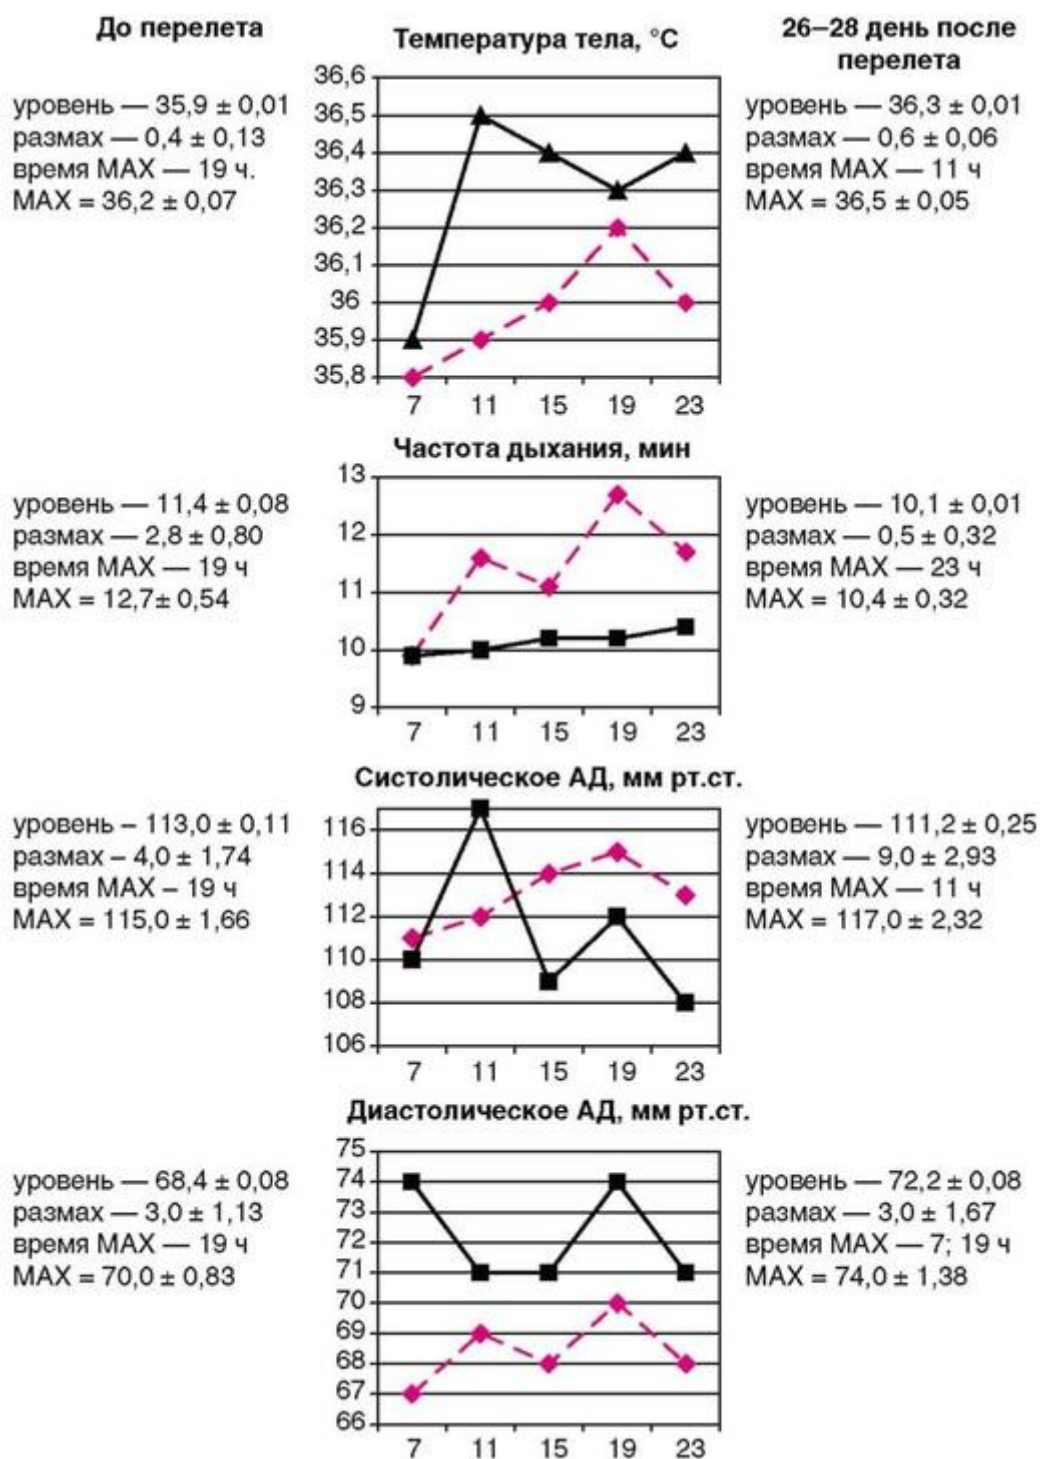 До перелета
26–28 день после
перелета
Температура тела, °С
уровень — 35,9 ± 0,01
размах — 0,4 ± 0,13
время MAX — 19 ч.
MAX = 36,2 ± 0,07
36,6
36,5
36,4
36,3
36,2
36,1
36
35,9
35,8
7 11 15 19 23
уровень — 36,3 ± 0,01
размах — 0,6 ± 0,06
время MAX — 11 ч
MAX = 36,5 ± 0,05
Частота дыхания, мин
уровень — 11,4 ± 0,08
размах — 2,8 ± 0,80
время MAX — 19 ч
MAX = 12,7± 0,54
13
12
11
10
9
7 11 15 19 23
уровень — 10,1 ± 0,01
размах — 0,5 ± 0,32
время MAX — 23 ч
MAX = 10,4 ± 0,32
Систолическое АД, мм рт.ст.
уровень – 113,0 ± 0,11
размах – 4,0 ± 1,74
время MAX – 19 ч
MAX = 115,0 ± 1,66
116
114
112
110
108
106
7 11 15 19 23
уровень — 111,2 ± 0,25
размах — 9,0 ± 2,93
время MAX — 11 ч
MAX = 117,0 ± 2,32
Диастолическое АД, мм рт.ст.
уровень — 68,4 ± 0,08
размах — 3,0 ± 1,13
время MAX — 19 ч
MAX = 70,0 ± 0,83
75
74
73
72
71
70
69
68
67
66
7 11 15 19 23
уровень — 72,2 ± 0,08
размах — 3,0 ± 1,67
время MAX — 7; 19 ч
MAX = 74,0 ± 1,38